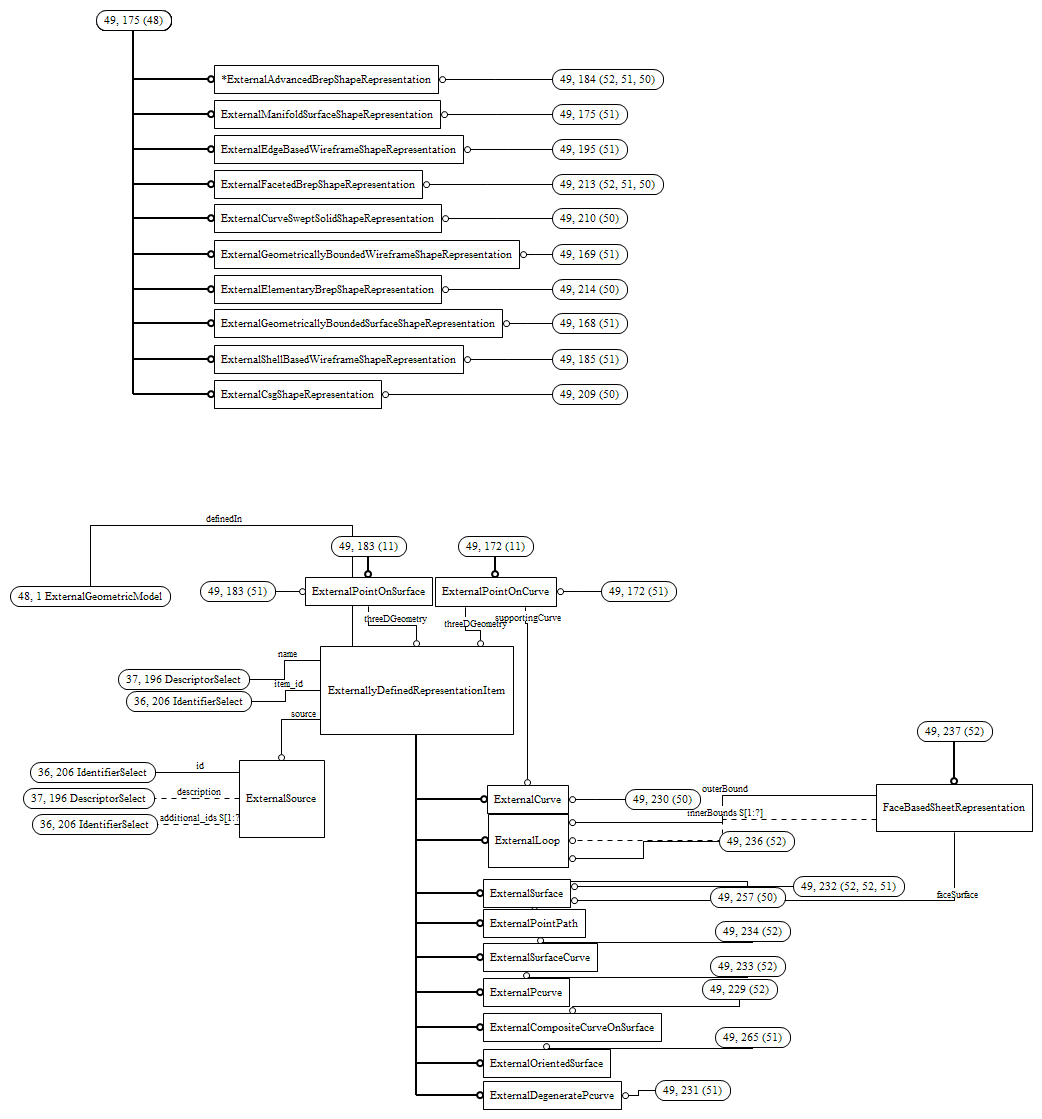 49, 175 (48)
*ExternalAdvancedBrepShapeRepresentation
49, 184 (52, 51, 50)
ExternalManifoldSurfaceShapeRepresentation
49, 175 (51)
ExternalEdgeBasedWireframeShapeRepresentation
49, 195 (51)
ExternalFacetedBrepShapeRepresentation
49, 213 (52, 51, 50)
ExternalCurveSweptSolidShapeRepresentation
49, 210 (50)
ExternalGeometricallyBoundedWireframeShapeRepresentation
49, 169 (51)
ExternalElementaryBrepShapeRepresentation
49, 214 (50)
ExternalGeometricallyBoundedSurfaceShapeRepresentation
49, 168 (51)
ExternalShellBasedWireframeShapeRepresentation
49, 185 (51)
ExternalCsgShapeRepresentation
49, 209 (50)
definedIn
49, 183 (11)
49, 172 (11)
48, 1 ExternalGeometricModel
49, 183 (51)
ExternalPointOnSurface
ExternalPointOnCurve
49, 172 (51)
threeDGeometry
threeDGeometry
supportingCurve
name
37, 196 DescriptorSelect
item_id
36, 206 IdentifierSelect
ExternallyDefinedRepresentationItem
source
49, 237 (52)
36, 206 IdentifierSelect
id
37, 196 DescriptorSelect
description
36, 206 IdentifierSelect
additional_ids S[1:?
ExternalSource
ExternalCurve
49, 230 (50)
outerBound
innerBounds S[1:?]
FaceBasedSheetRepresentation
ExternalLoop
49, 236 (52)
ExternalSurface
49, 232 (52, 52, 51)
49, 257 (50)
faceSurface
ExternalPointPath
49, 234 (52)
ExternalSurfaceCurve
49, 233 (52)
ExternalPcurve
49, 229 (52)
ExternalCompositeCurveOnSurface
49, 265 (51)
ExternalOrientedSurface
ExternalDegeneratePcurve
49, 231 (51)